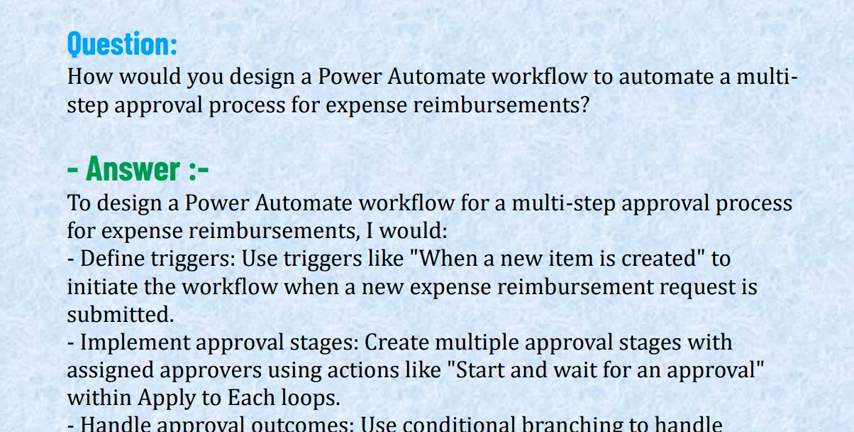 Question:
How would you design a Power Automate workflow to automate a multi-
step approval process for expense reimbursements?
- Answer :-
To design a Power Automate workflow for a multi-step approval process
for expense reimbursements, I would:
- Define triggers: Use triggers like "When a new item is created" to
initiate the workflow when a new expense reimbursement request is
submitted.
- Implement approval stages: Create multiple approval stages with
assigned approvers using actions like "Start and wait for an approval"
within Apply to Each loops.
- Handle approval outcomes: Use conditional branching to handle